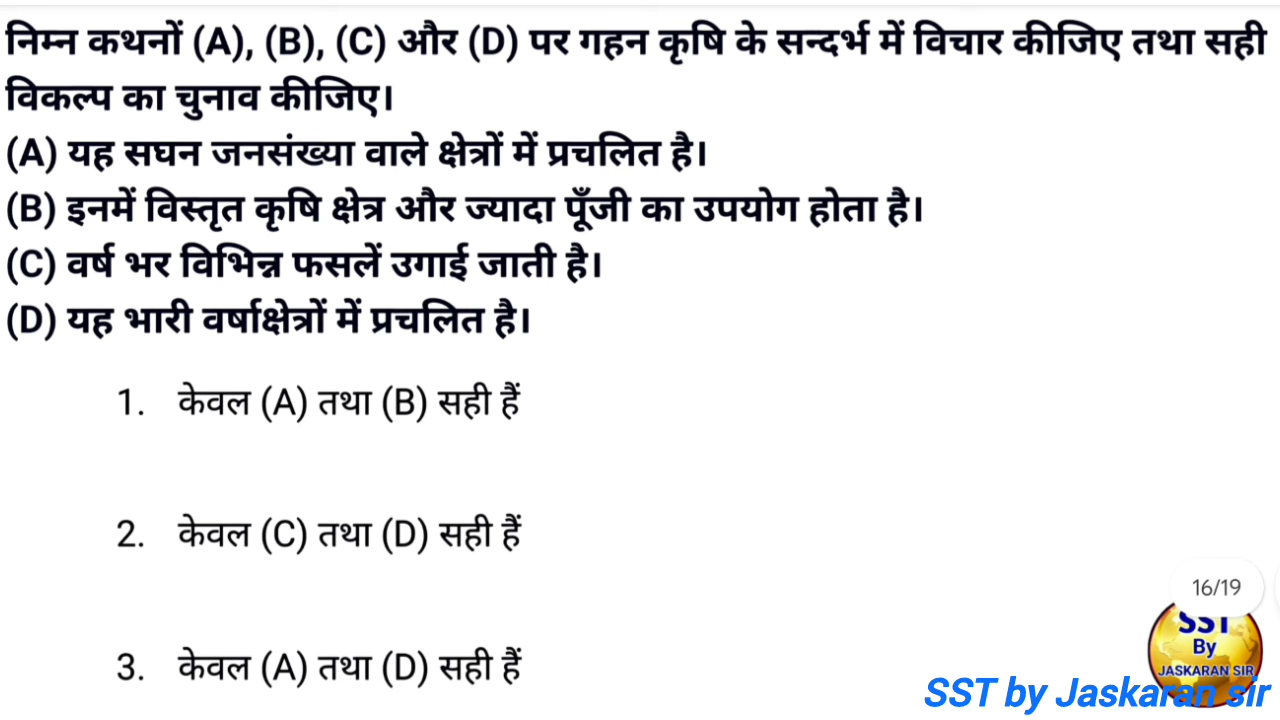 निम्न कथनों (A), (B), (C) और (D) पर गहन कृषि के सन्दर्भ में विचार कीजिए तथा सही
विकल्प का चुनाव कीजिए।
(A) यह सघन जनसंख्या वाले क्षेत्रों में प्रचलित है।
(B) इनमें विस्तृत कृषि क्षेत्र और ज्यादा पूँजी का उपयोग होता है।
(C) वर्ष भर विभिन्न फसलें उगाई जाती है।
(D) यह भारी वर्षाक्षेत्रों में प्रचलित है।
1. केवल (A) तथा (B) सही हैं
2. केवल (C) तथा (D) सही हैं
3. केवल (A) तथा (D) सही हैं
16/19
SST
By
JASKARAN SIR
SST by Jaskaran sir